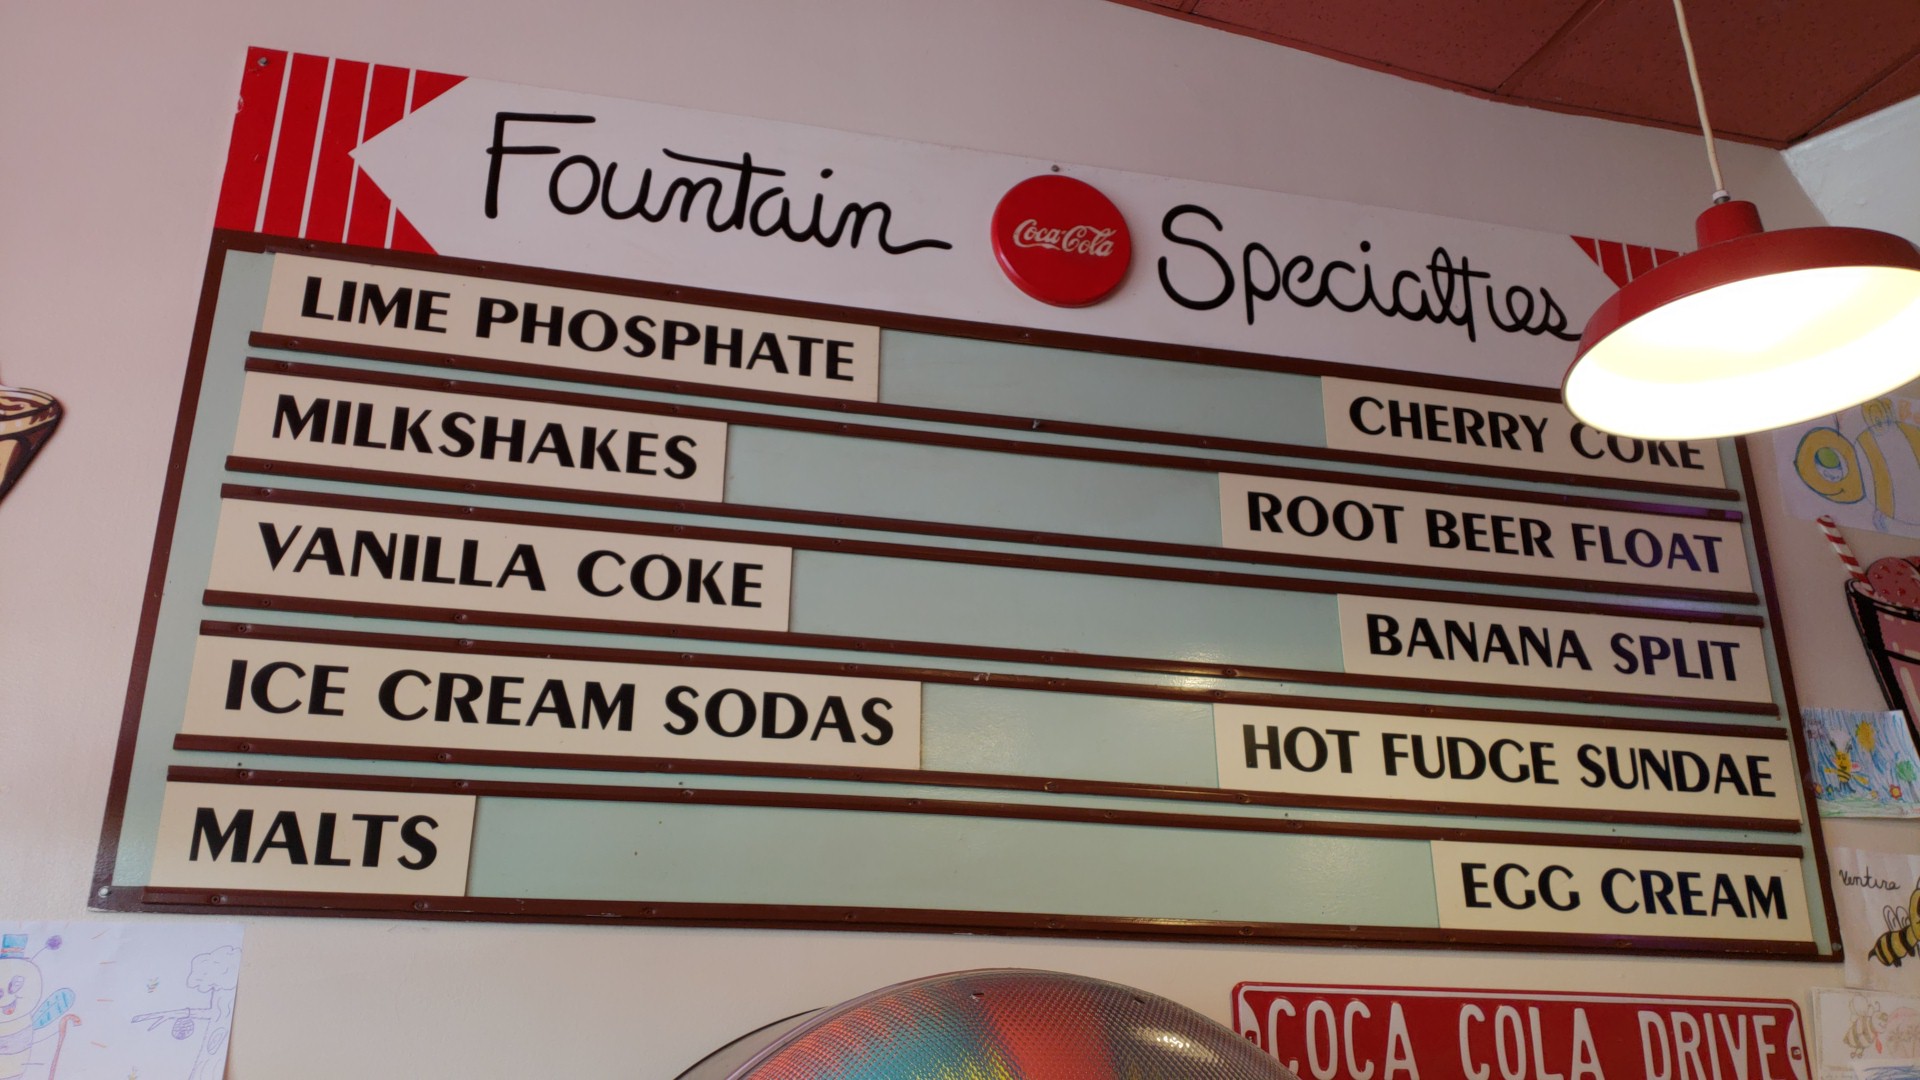 Fountain Coca-Cola Specialties
LIME PHOSPHATE
CHERRY COKE
MILKSHAKES
ROOT BEER FLOAT
VANILLA COKE
BANANA SPLIT
ICE CREAM SODAS
HOT FUDGE SUNDAE
MALTS
EGG CREAM
Ventura
COCA COLA DRIVE